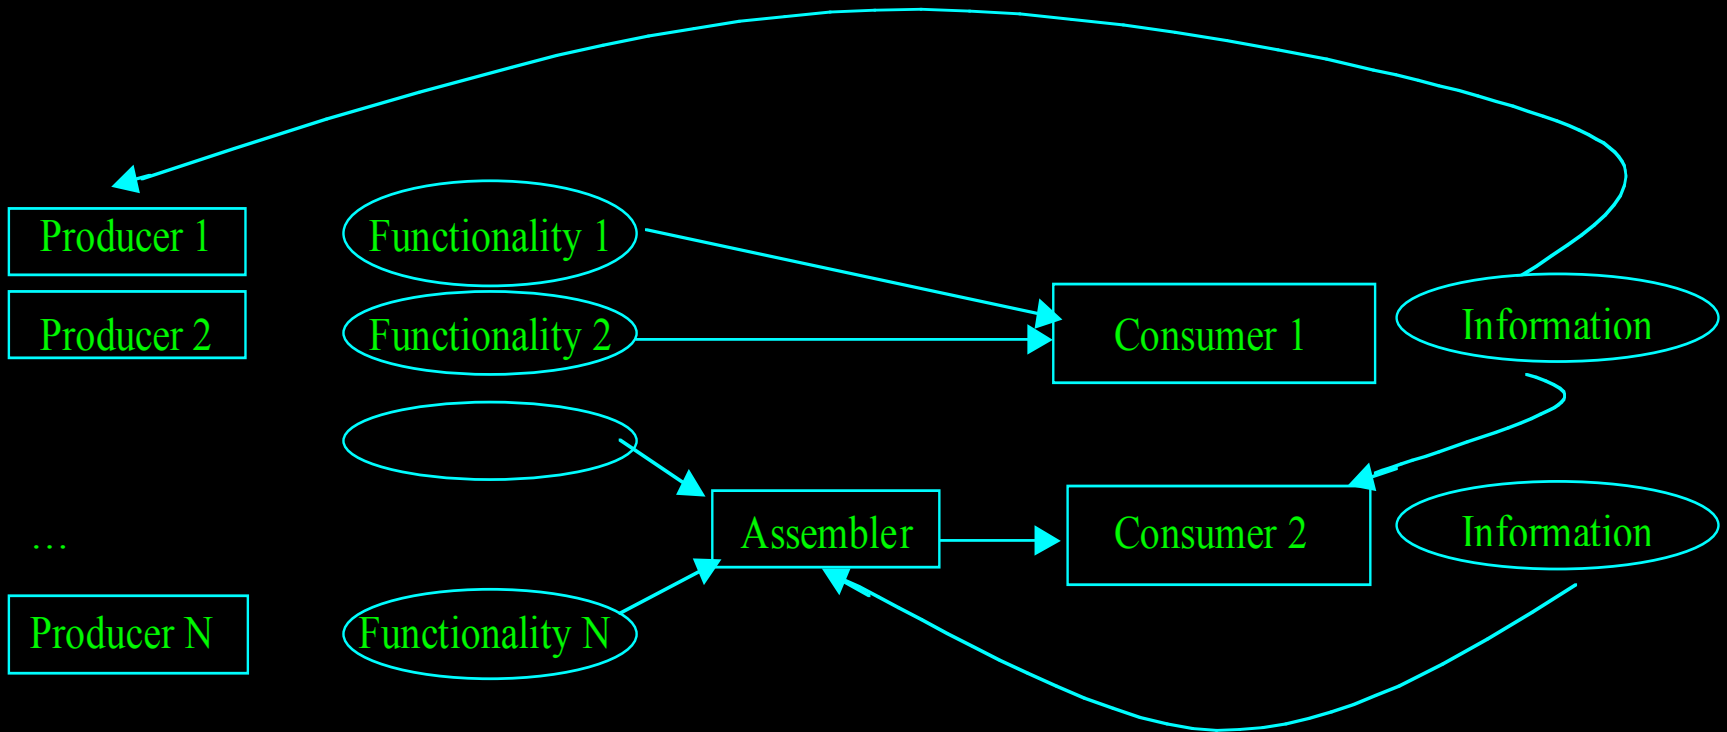 Producer 1
Functionality 1
Producer 2
Functionality 2
Consumer 1
Information
...
Assembler
Consumer 2
Information
Producer N
Functionality N